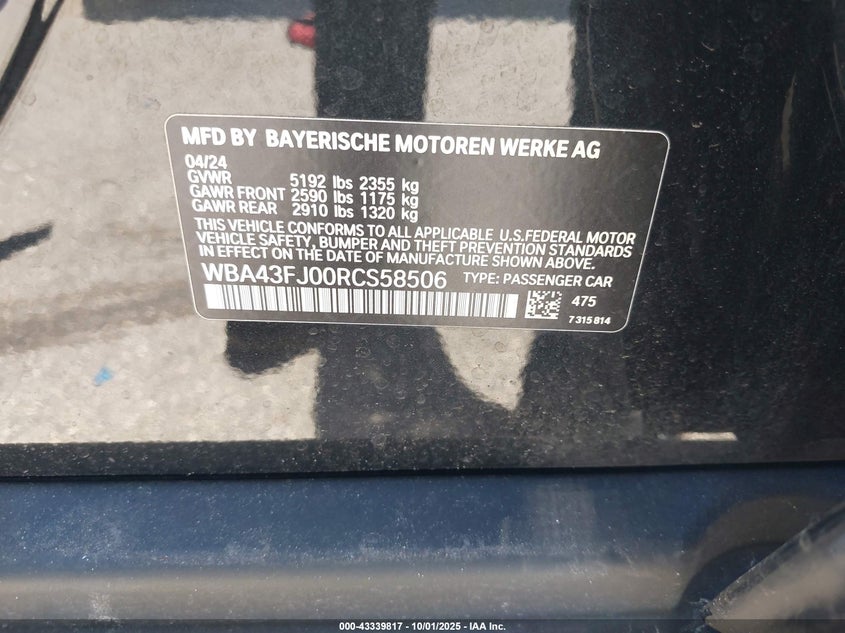 MFD BY BAYERISCHE MOTOREN WERKE AG
04/24
GVWR 5192 lbs 2355 kg
GAWR FRONT 2590 lbs 1175 kg
GAWR REAR 2910 lbs 1320 kg
THIS VEHICLE CONFORMS TO ALL APPLICABLE U.S.FEDERAL MOTOR
VEHICLE SAFETY, BUMPER AND THEFT PREVENTION STANDARDS
IN EFFECT ON THE DATE OF MANUFACTURE SHOWN ABOVE.
WBA43FJ00RCS58506 TYPE: PASSENGER CAR
475
7 315 814
000-43339817 - 10/01/2025 - IAA Inc.